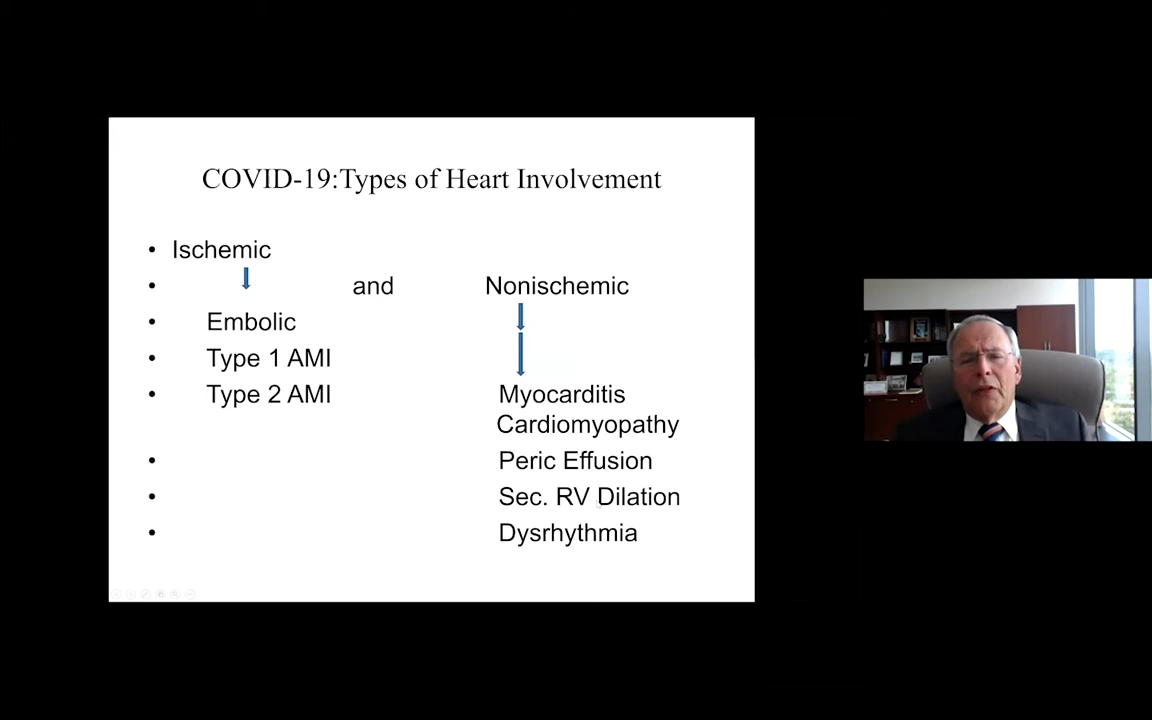 COVID-19:Types of Heart Involvement
• Ischemic
• and Nonischemic
• Embolic
• Type 1 AMI
• Type 2 AMI Myocarditis
Cardiomyopathy
• Peric Effusion
• Sec. RV Dilation
• Dysrhythmia